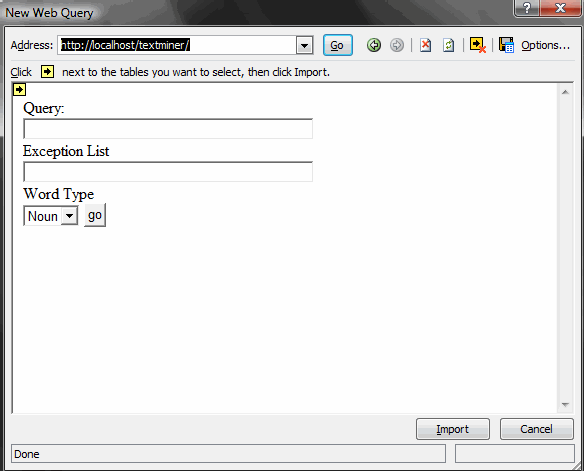 New Web Query
Address: http://localhost/textminer/ Go Options...
Click next to the tables you want to select, then click Import.
Query:
Exception List
Word Type
Noun go
Import Cancel
Done